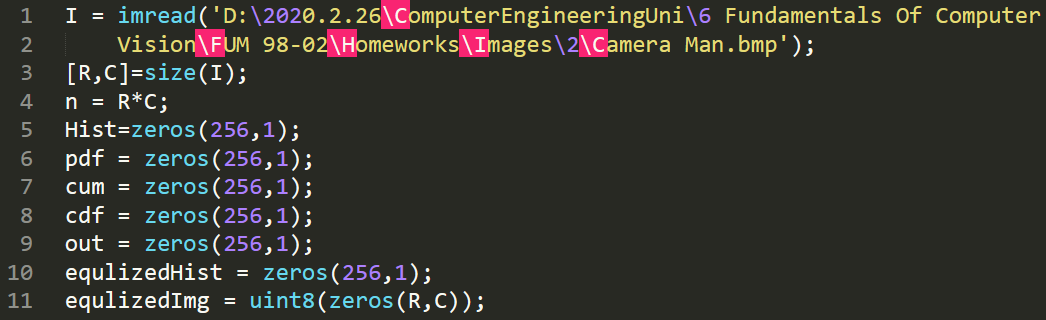 1 I = imread('D:\2020.2.26\ComputerEngineeringUni\6 Fundamentals Of Computer
2 Vision\FUM 98-02\Homeworks\Images\2\Camera Man.bmp');
3 [R,C]=size(I);
4 n = R*C;
5 Hist=zeros(256,1);
6 pdf = zeros(256,1);
7 cum = zeros(256,1);
8 cdf = zeros(256,1);
9 out = zeros(256,1);
10 equlizedHist = zeros(256,1);
11 equlizedImg = uint8(zeros(R,C));